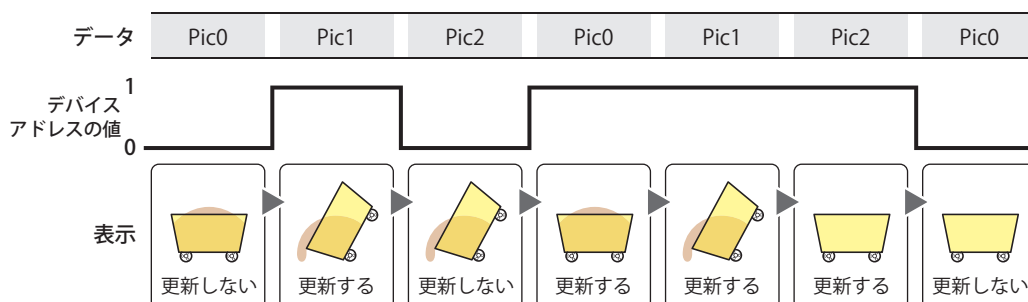 データ Pic0 Pic1 Pic2 Pic0 Pic1 Pic2 Pic0
1
デバイス
アドレスの値
0
表示
更新しない 更新する 更新しない 更新する 更新する 更新する 更新しない